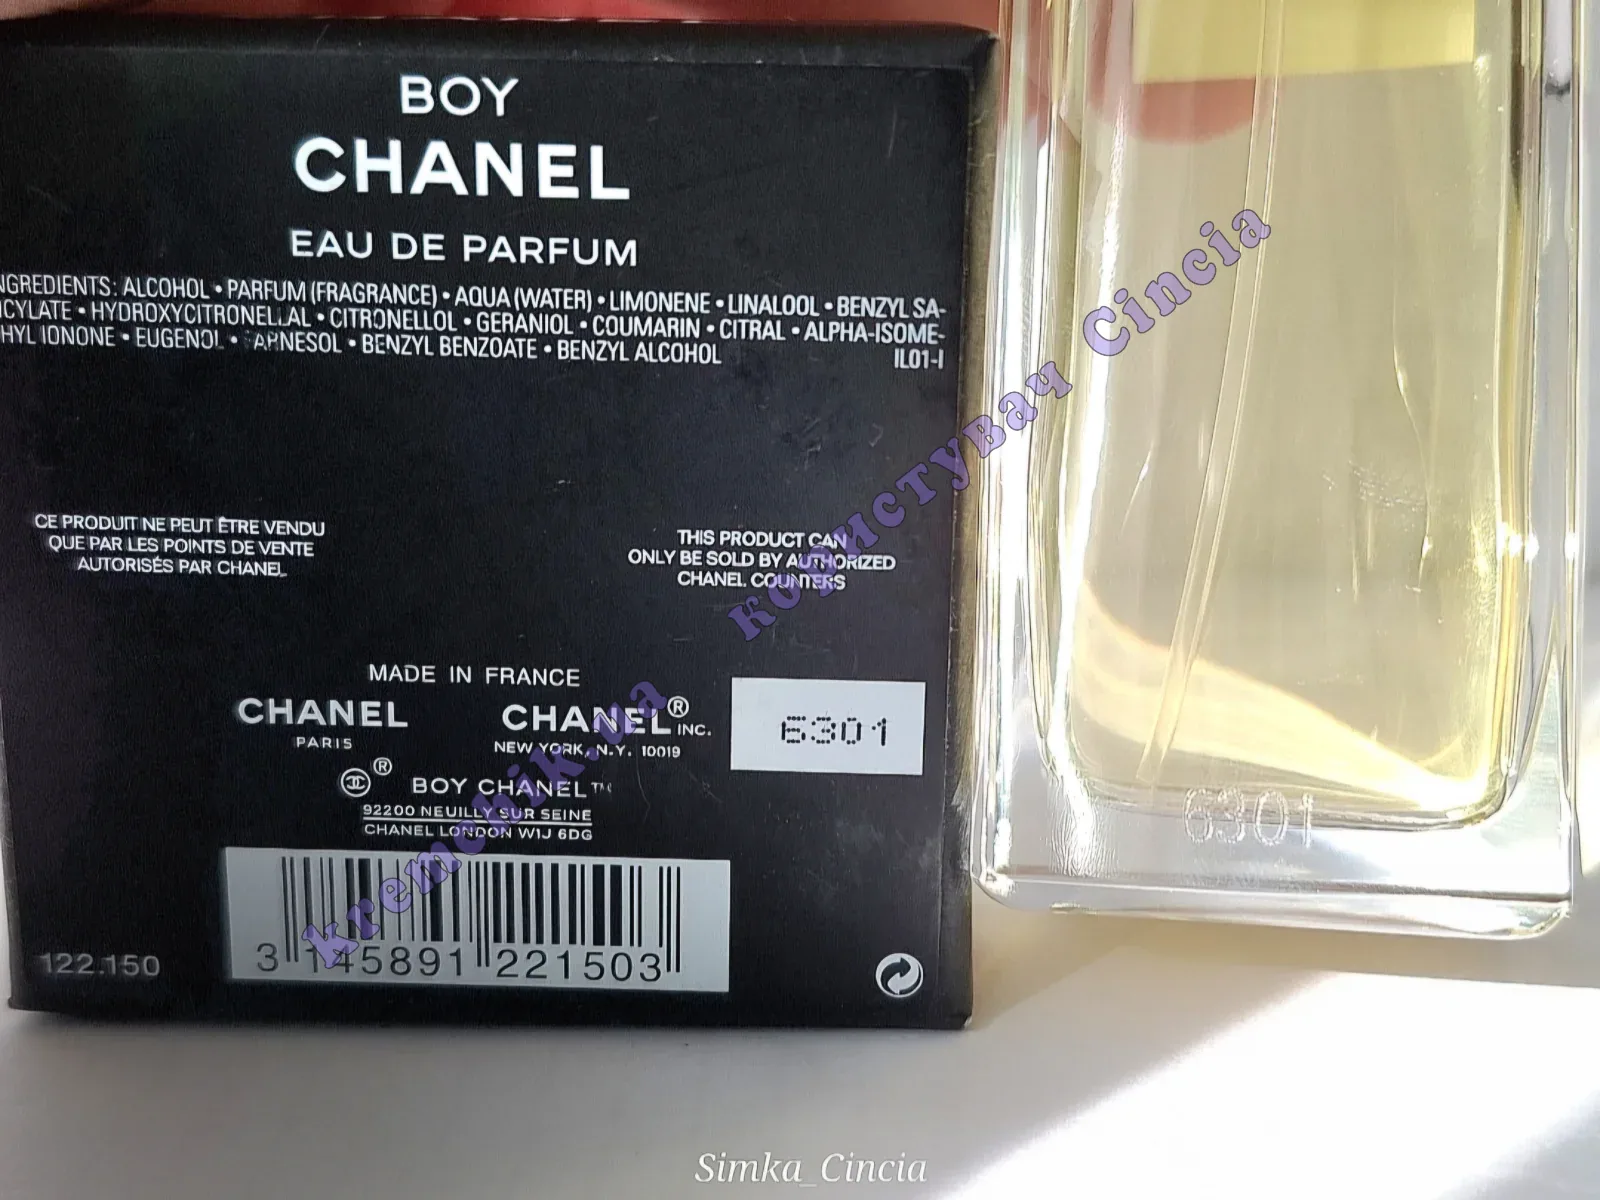 BOY
CHANEL
EAU DE PARFUM
NGREDIENTS: ALCOHOL • PARFUM (FRAGRANCE) • AQUA (WATER) • LIMONENE • LINALOOL • BENZYL SA-
ICYLATE • HYDROXYCITRONELLAL • CITRONELLOL • GERANIOL • COUMARIN • CITRAL • ALPHA-ISOME-
HYL IONONE • EUGENOL • FARNESOL • BENZYL BENZOATE • BENZYL ALCOHOL
IL01-I
CE PRODUIT NE PEUT ÊTRE VENDU
QUE PAR LES POINTS DE VENTE
AUTORISÉS PAR CHANEL
THIS PRODUCT CAN
ONLY BE SOLD BY AUTHORIZED
CHANEL COUNTERS
MADE IN FRANCE
CHANEL
PARIS
CHANEL® INC.
NEW YORK, N.Y. 10019
6301
® BOY CHANEL™
92200 NEUILLY SUR SEINE
CHANEL LONDON W1J 6DG
3 145891 221503
122.150
6301
kremchik.ua користувач Cincia
Simka_Cincia